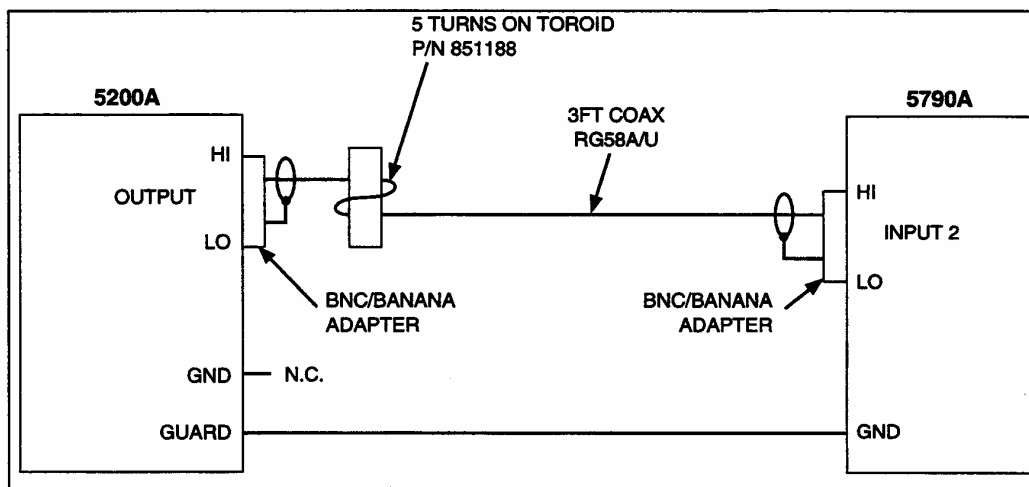 5 TURNS ON TOROID
P/N 851188
5200A
5790A
3FT COAX
RG58A/U
HI
HI
OUTPUT
INPUT 2
LO
LO
BNC/BANANA
ADAPTER
BNC/BANANA
ADAPTER
GND
N.C.
GUARD
GND